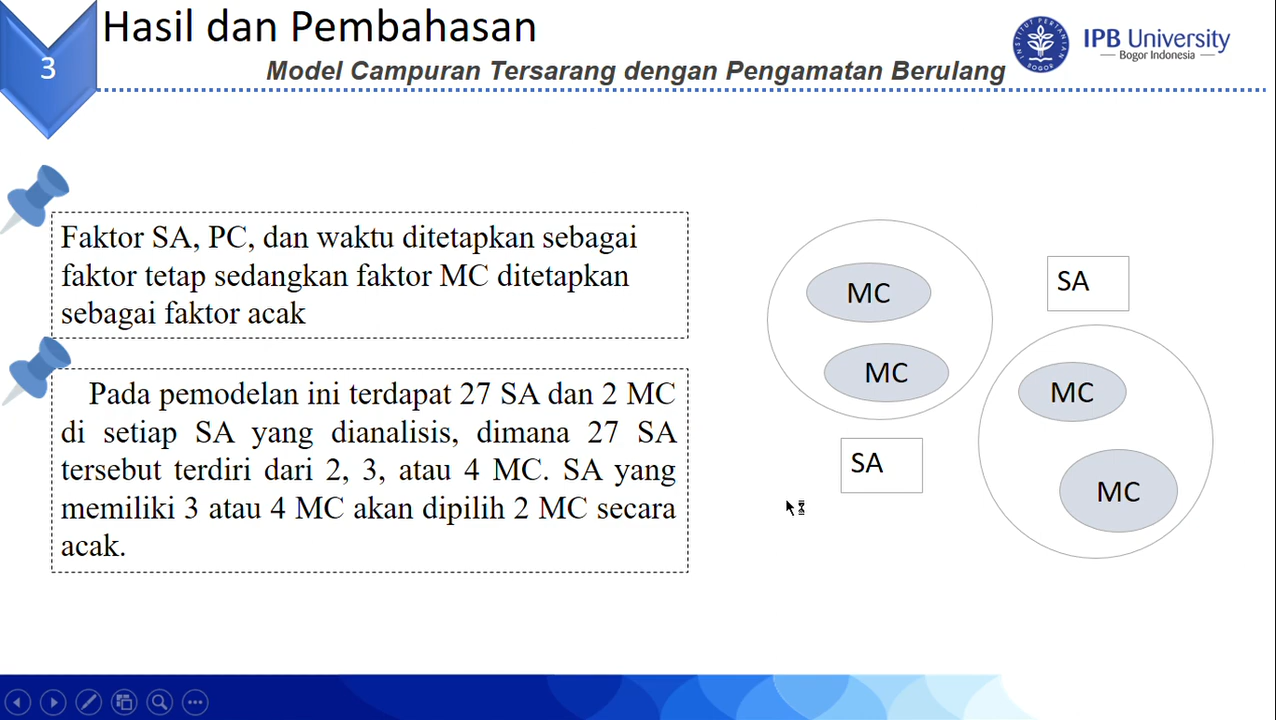 Hasil dan Pembahasan
3
Model Campuran Tersarang dengan Pengamatan Berulang
INSTITUT PERTANIAN BOGOR
IPB University
Bogor Indonesia
Faktor SA, PC, dan waktu ditetapkan sebagai
faktor tetap sedangkan faktor MC ditetapkan
sebagai faktor acak
Pada pemodelan ini terdapat 27 SA dan 2 MC
di setiap SA yang dianalisis, dimana 27 SA
tersebut terdiri dari 2, 3, atau 4 MC. SA yang
memiliki 3 atau 4 MC akan dipilih 2 MC secara
acak.
MC
MC
SA
SA
MC
MC